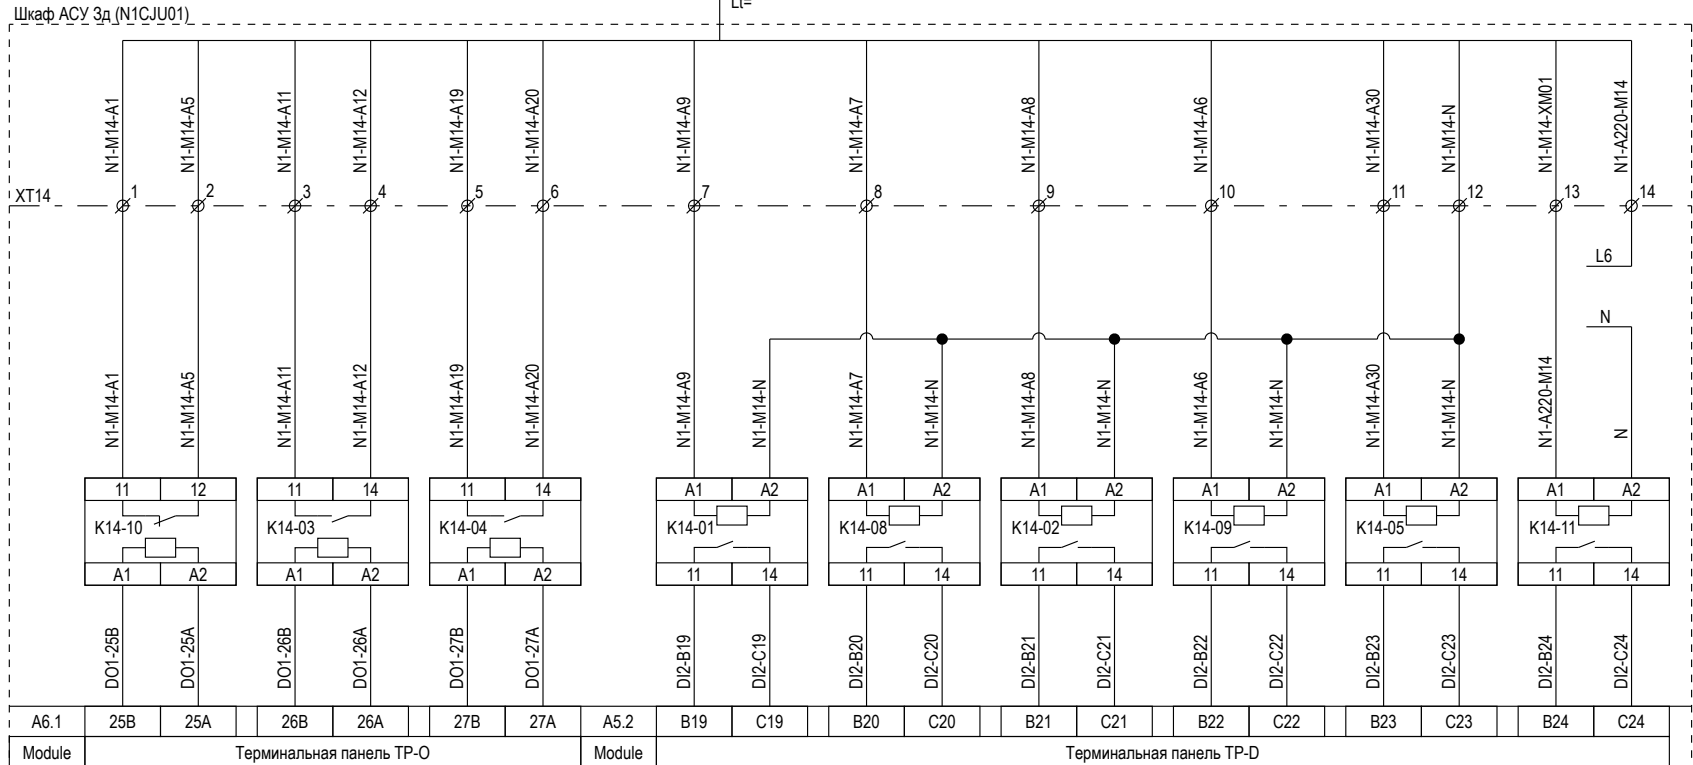 Lt=
Шкаф АСУ 3д (N1CJU01)
N1-M14-A1 N1-M14-A5 N1-M14-A11 N1-M14-A12 N1-M14-A19 N1-M14-A20 N1-M14-A9 N1-M14-A7 N1-M14-A8 N1-M14-A6 N1-M14-A30 N1-M14-N N1-M14-XM01 N1-A220-M14
XT14 1 2 3 4 5 6 7 8 9 10 11 12 13 14
L6
N
N1-M14-A1 N1-M14-A5 N1-M14-A11 N1-M14-A12 N1-M14-A19 N1-M14-A20 N1-M14-A9 N1-M14-N N1-M14-A7 N1-M14-N N1-M14-A8 N1-M14-N N1-M14-A6 N1-M14-N N1-M14-A30 N1-M14-N N1-A220-M14 N
11 12 11 14 11 14 A1 A2 A1 A2 A1 A2 A1 A2 A1 A2 A1 A2
K14-10 K14-03 K14-04 K14-01 K14-08 K14-02 K14-09 K14-05 K14-11
A1 A2 A1 A2 A1 A2 11 14 11 14 11 14 11 14 11 14 11 14
DO1-25B DO1-25A DO1-26B DO1-26A DO1-27B DO1-27A DI2-B19 DI2-C19 DI2-B20 DI2-C20 DI2-B21 DI2-C21 DI2-B22 DI2-C22 DI2-B23 DI2-C23 DI2-B24 DI2-C24
A6.1 25B 25A 26B 26A 27B 27A A5.2 B19 C19 B20 C20 B21 C21 B22 C22 B23 C23 B24 C24
Module Терминальная панель TP-O Module Терминальная панель TP-D